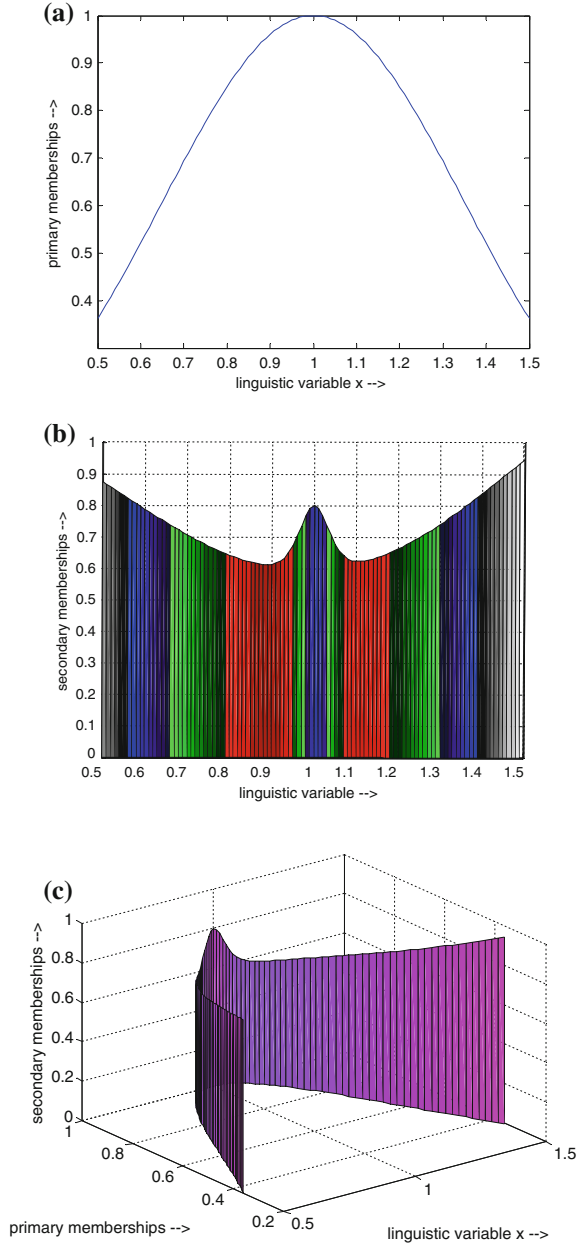 (a)
1
0.9
0.8
0.7
0.6
0.5
0.4
primary memberships -->
0.5 0.6 0.7 0.8 0.9 1 1.1 1.2 1.3 1.4 1.5
linguistic variable x -->
(b)
1
0.9
0.8
0.7
0.6
0.5
0.4
0.3
0.2
0.1
0
secondary memberships -->
0.5 0.6 0.7 0.8 0.9 1 1.1 1.2 1.3 1.4 1.5
linguistic variable -->
(c)
1
0.8
0.6
0.4
0.2
0
secondary memberships -->
1
0.8
0.6
0.4
0.2
primary memberships -->
0.5
1
1.5
linguistic variable x -->